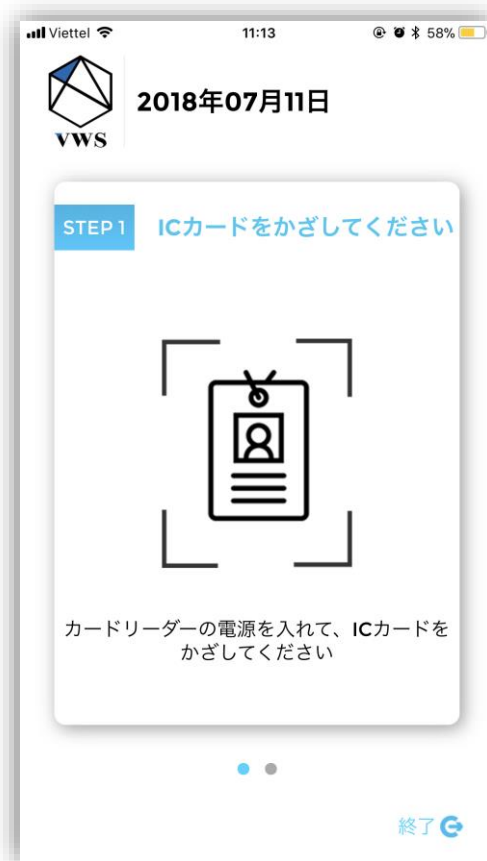 Viettel 11:13 58%
VWS
2018年07月11日
STEP 1 ICカードをかざしてください
カードリーダーの電源を入れて、ICカードを
かざしてください
終了